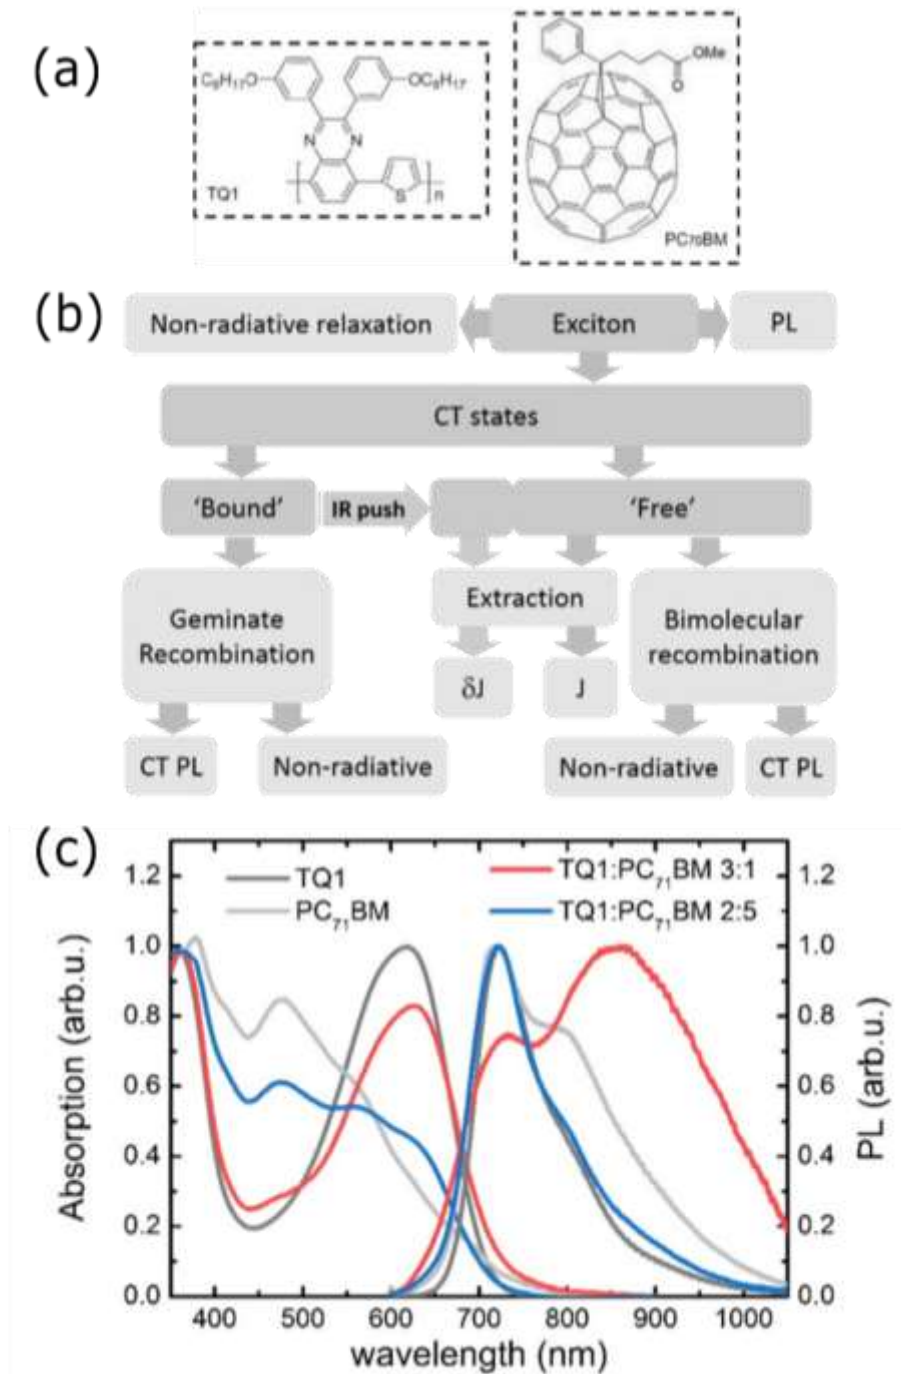 (a)
C₈H₁₇O
OC₈H₁₇
N
N
S
n
TQ1
OMe
O
PC₇₀BM
(b)
Non-radiative relaxation
Exciton
PL
CT states
'Bound'
IR push
'Free'
Geminate
Recombination
Extraction
Bimolecular
recombination
δJ
J
CT PL
Non-radiative
Non-radiative
CT PL
(c)
TQ1
PC₇₁BM
TQ1:PC₇₁BM 3:1
TQ1:PC₇₁BM 2:5
Absorption (arb.u.)
1.2
1.0
0.8
0.6
0.4
0.2
0.0
1.2
1.0
0.8
0.6
0.4
0.2
0.0
PL (arb.u.)
400 500 600 700 800 900 1000
wavelength (nm)